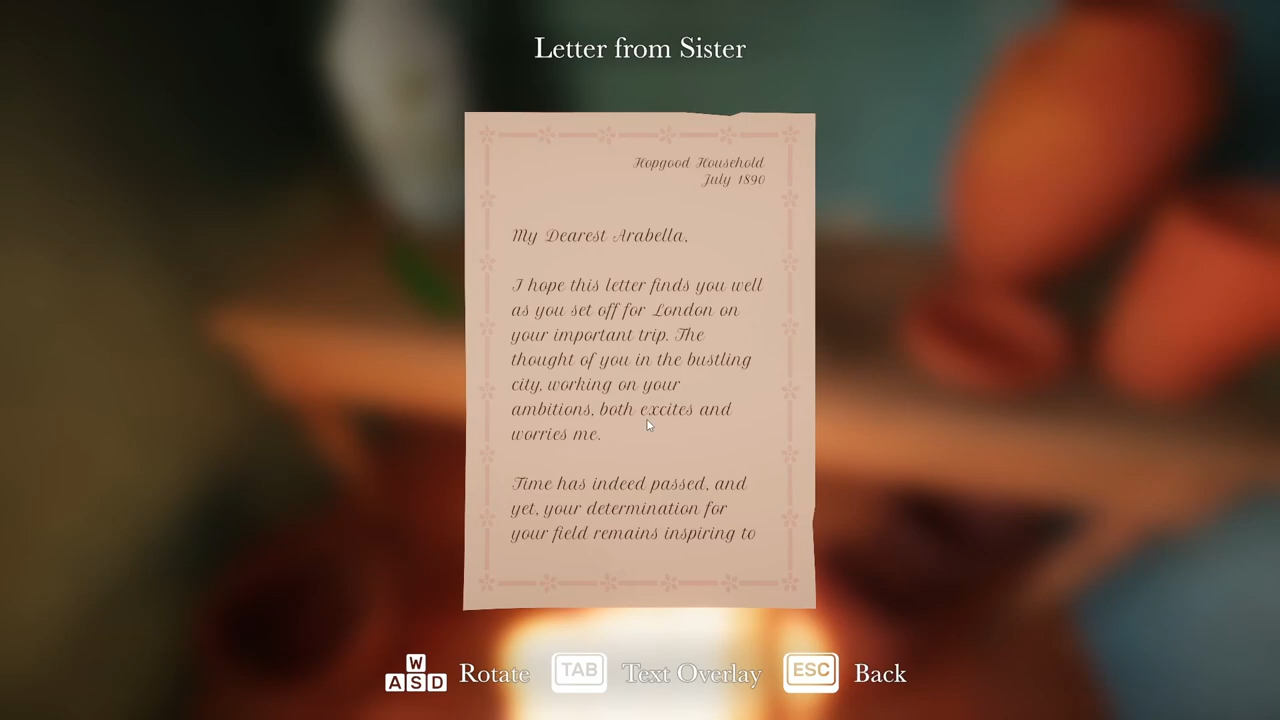 Letter from Sister
Hopgood Household
July 1890
My Dearest Arabella,
I hope this letter finds you well
as you set off for London on
your important trip. The
thought of you in the bustling
city, working on your
ambitions, both excites and
worries me.
Time has indeed passed, and
yet, your determination for
your field remains inspiring to
W
A S D Rotate TAB Text Overlay ESC Back